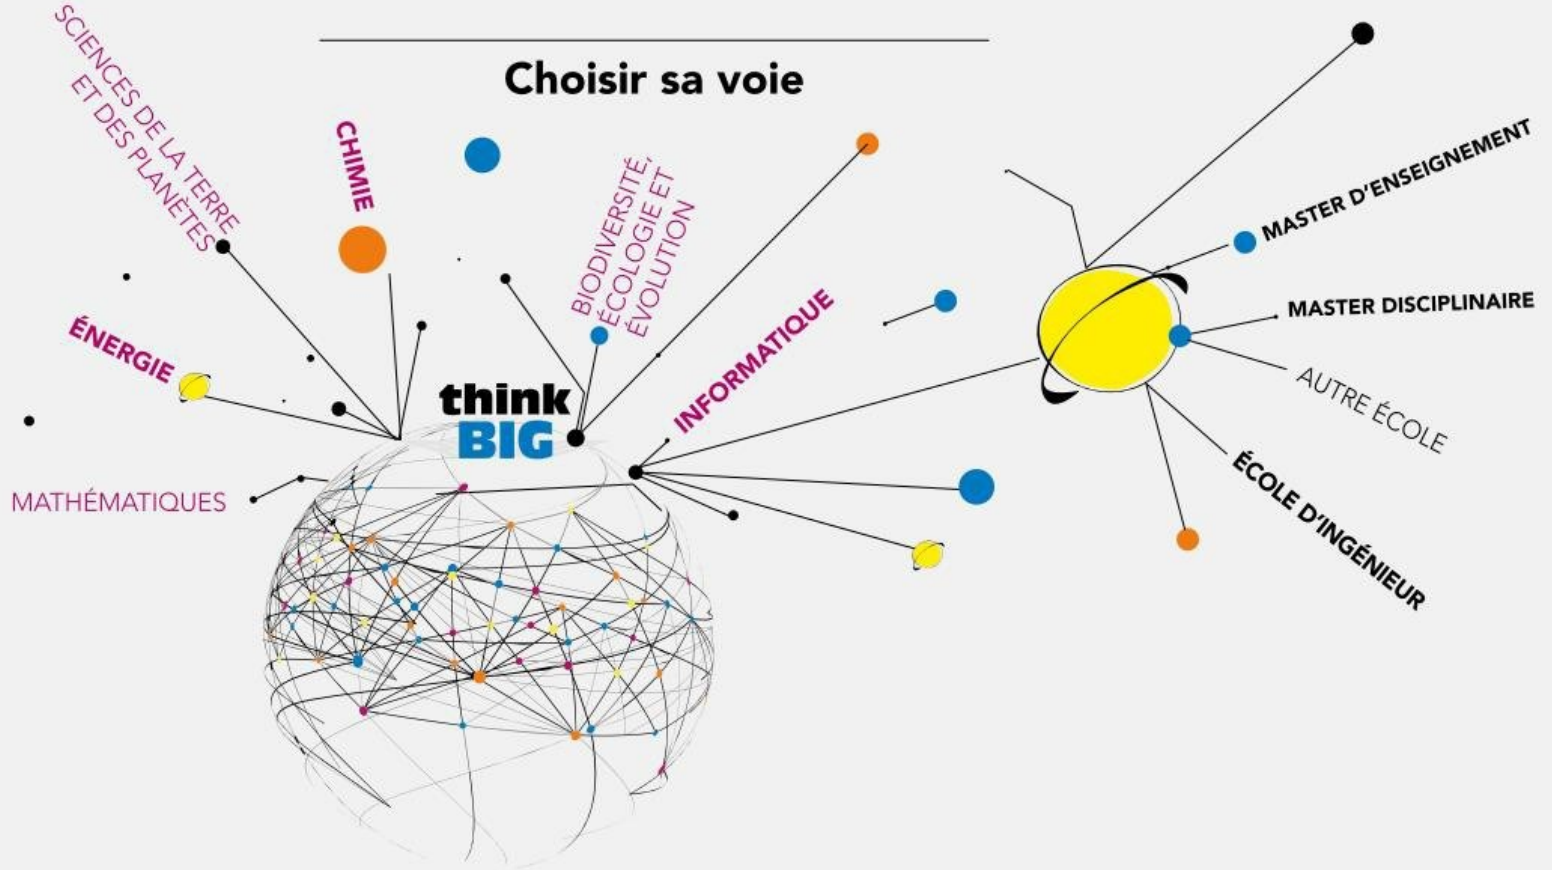 Choisir sa voie
SCIENCES DE LA TERRE
ET DES PLANÈTES
CHIMIE
BIODIVERSITÉ,
ÉCOLOGIE ET
ÉVOLUTION
ÉNERGIE
INFORMATIQUE
think
BIG
MATHÉMATIQUES
MASTER D'ENSEIGNEMENT
MASTER DISCIPLINAIRE
AUTRE ÉCOLE
ÉCOLE D'INGÉNIEUR